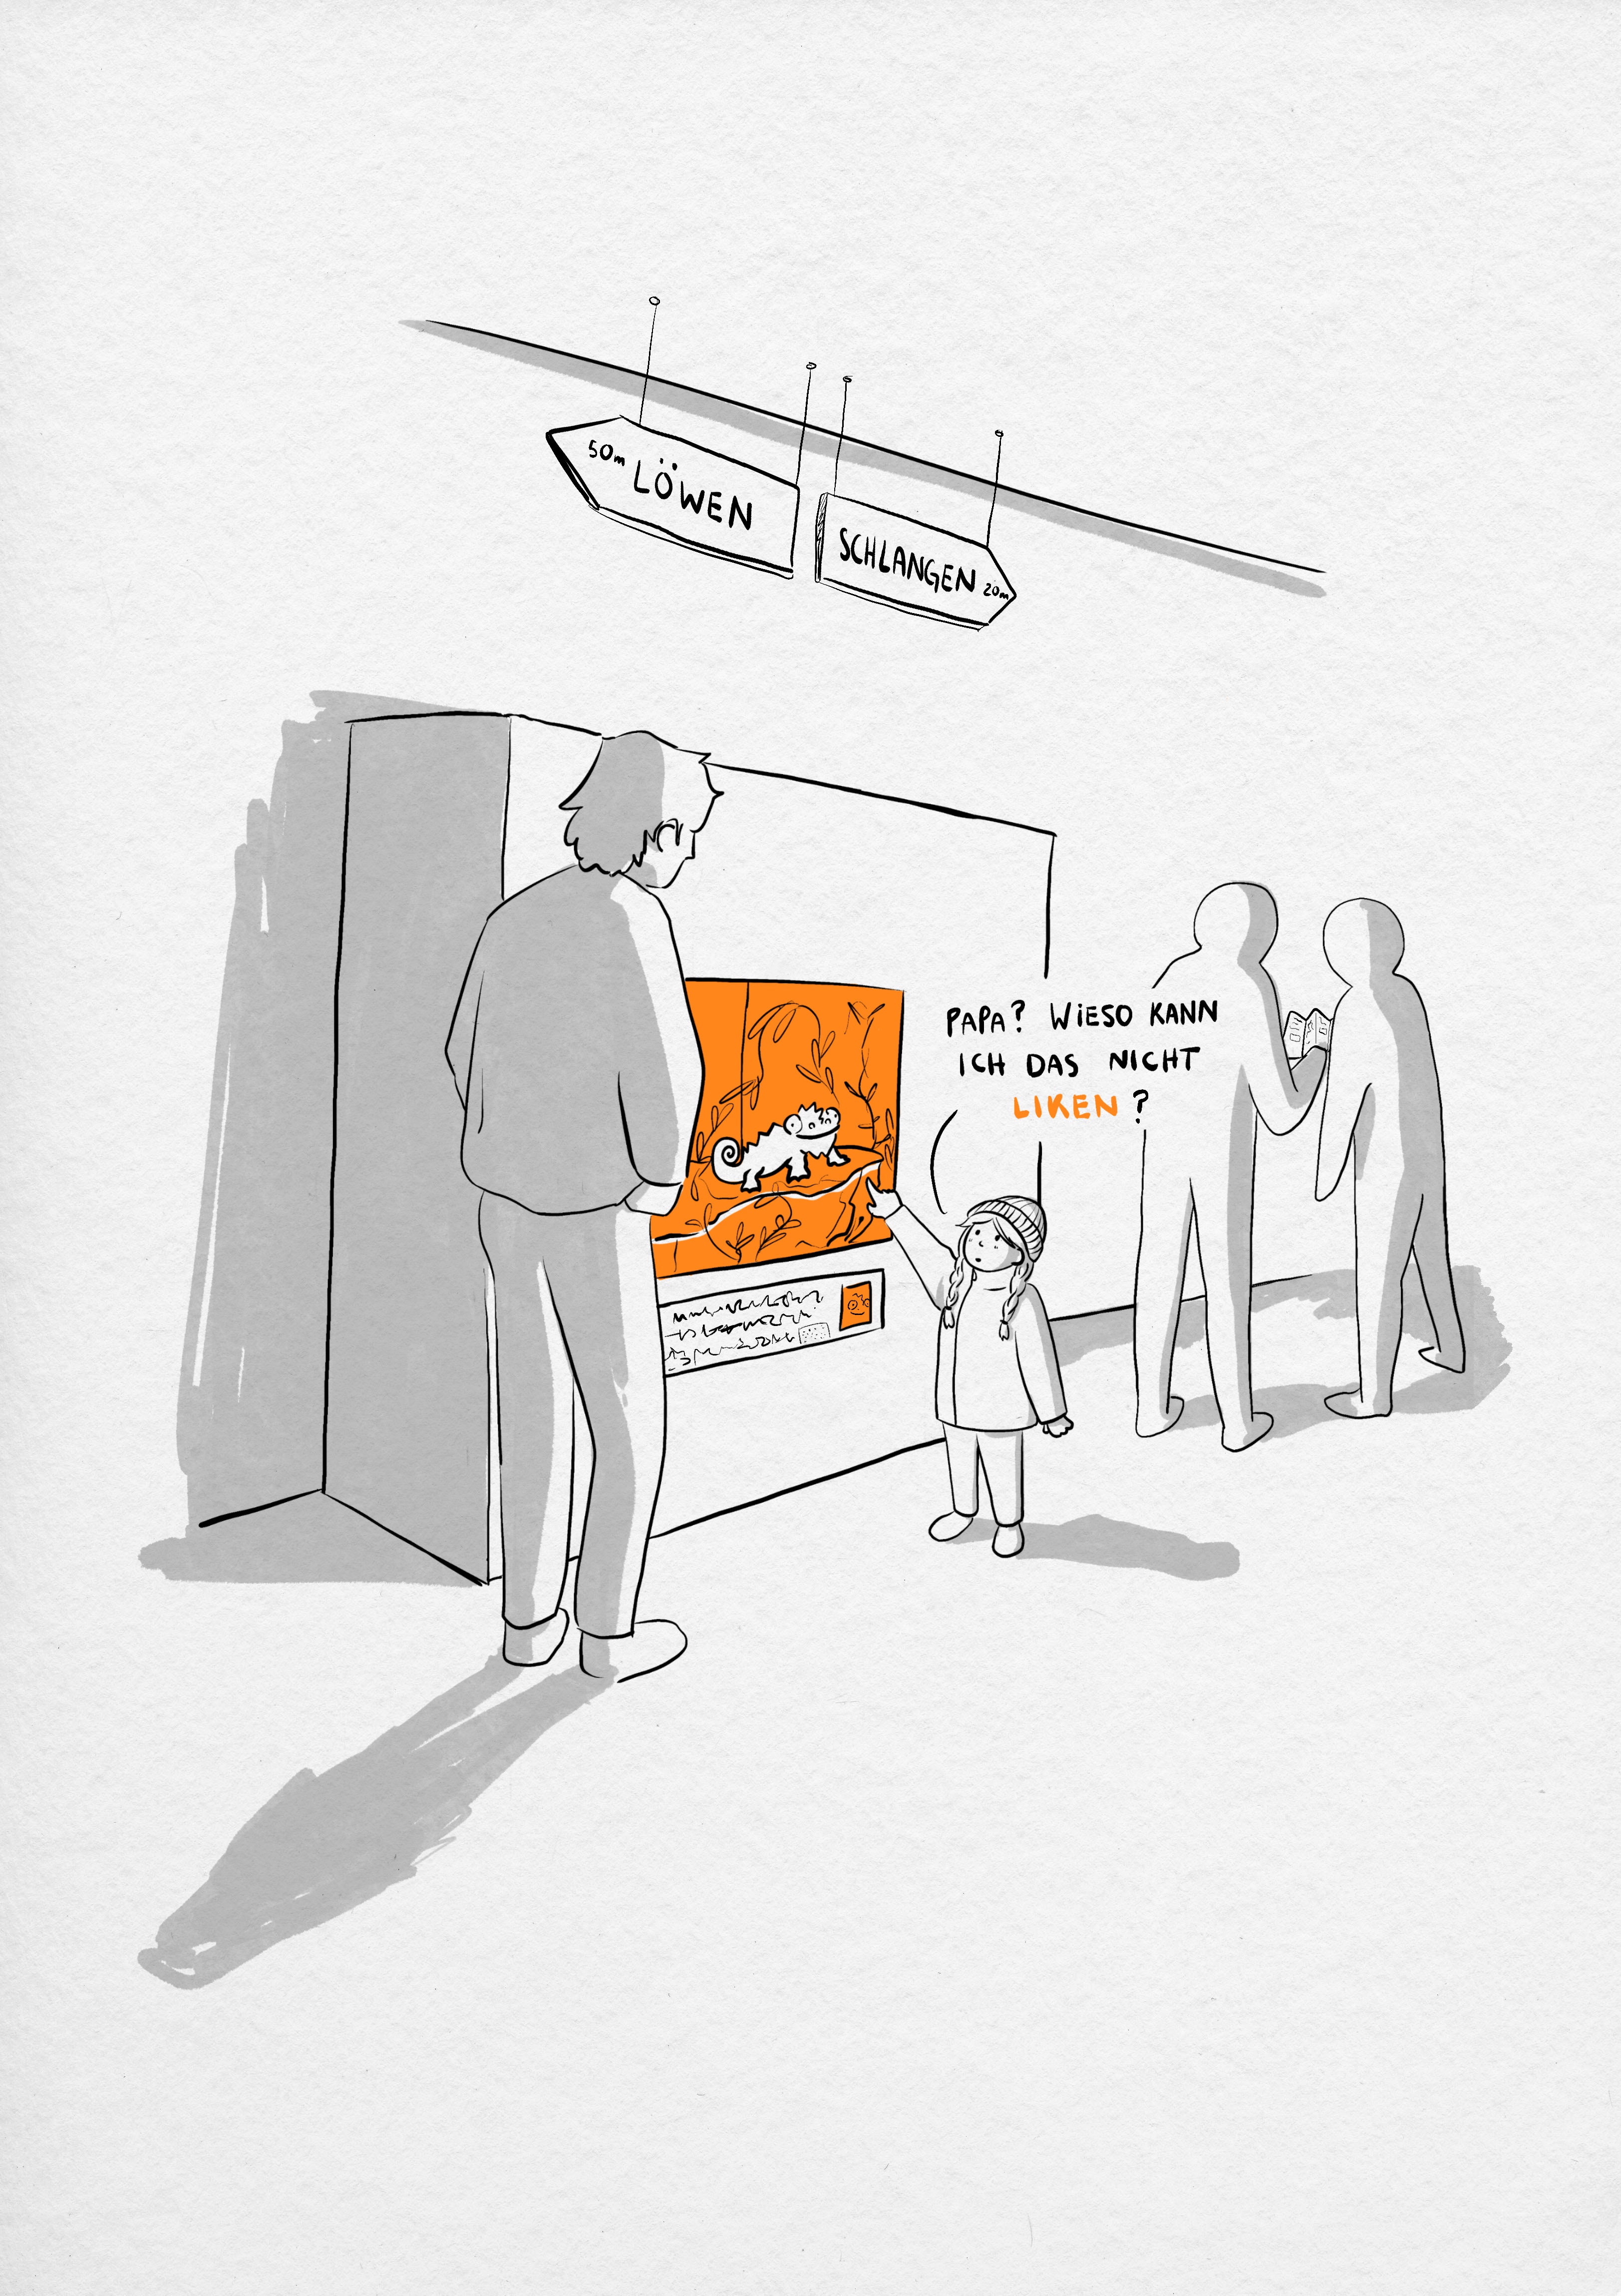 50m LÖWEN
SCHLANGEN 20m
PAPA? WIESO KANN
ICH DAS NICHT
LIKEN?